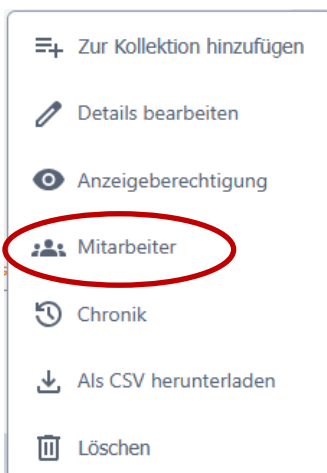 Zur Kollektion hinzufügen
Details bearbeiten
Anzeigeberechtigung
Mitarbeiter
Chronik
Als CSV herunterladen
Löschen